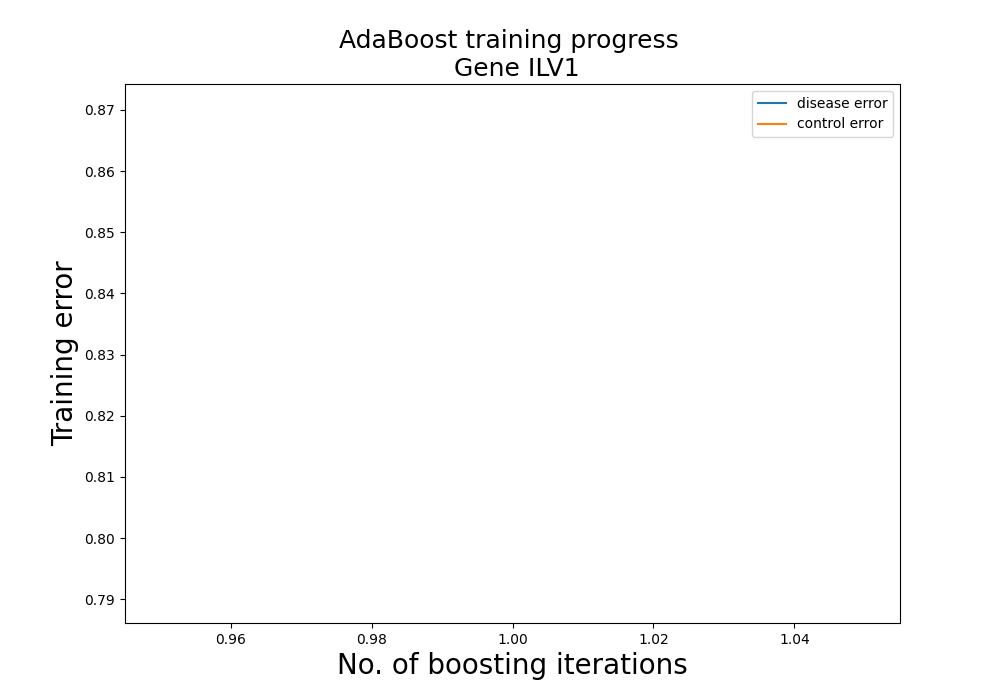 AdaBoost training progress
Gene ILV1
disease error
control error
0.87
0.86
0.85
0.84
0.83
0.82
0.81
0.80
0.79
Training error
0.96
0.98
1.00
1.02
1.04
No. of boosting iterations